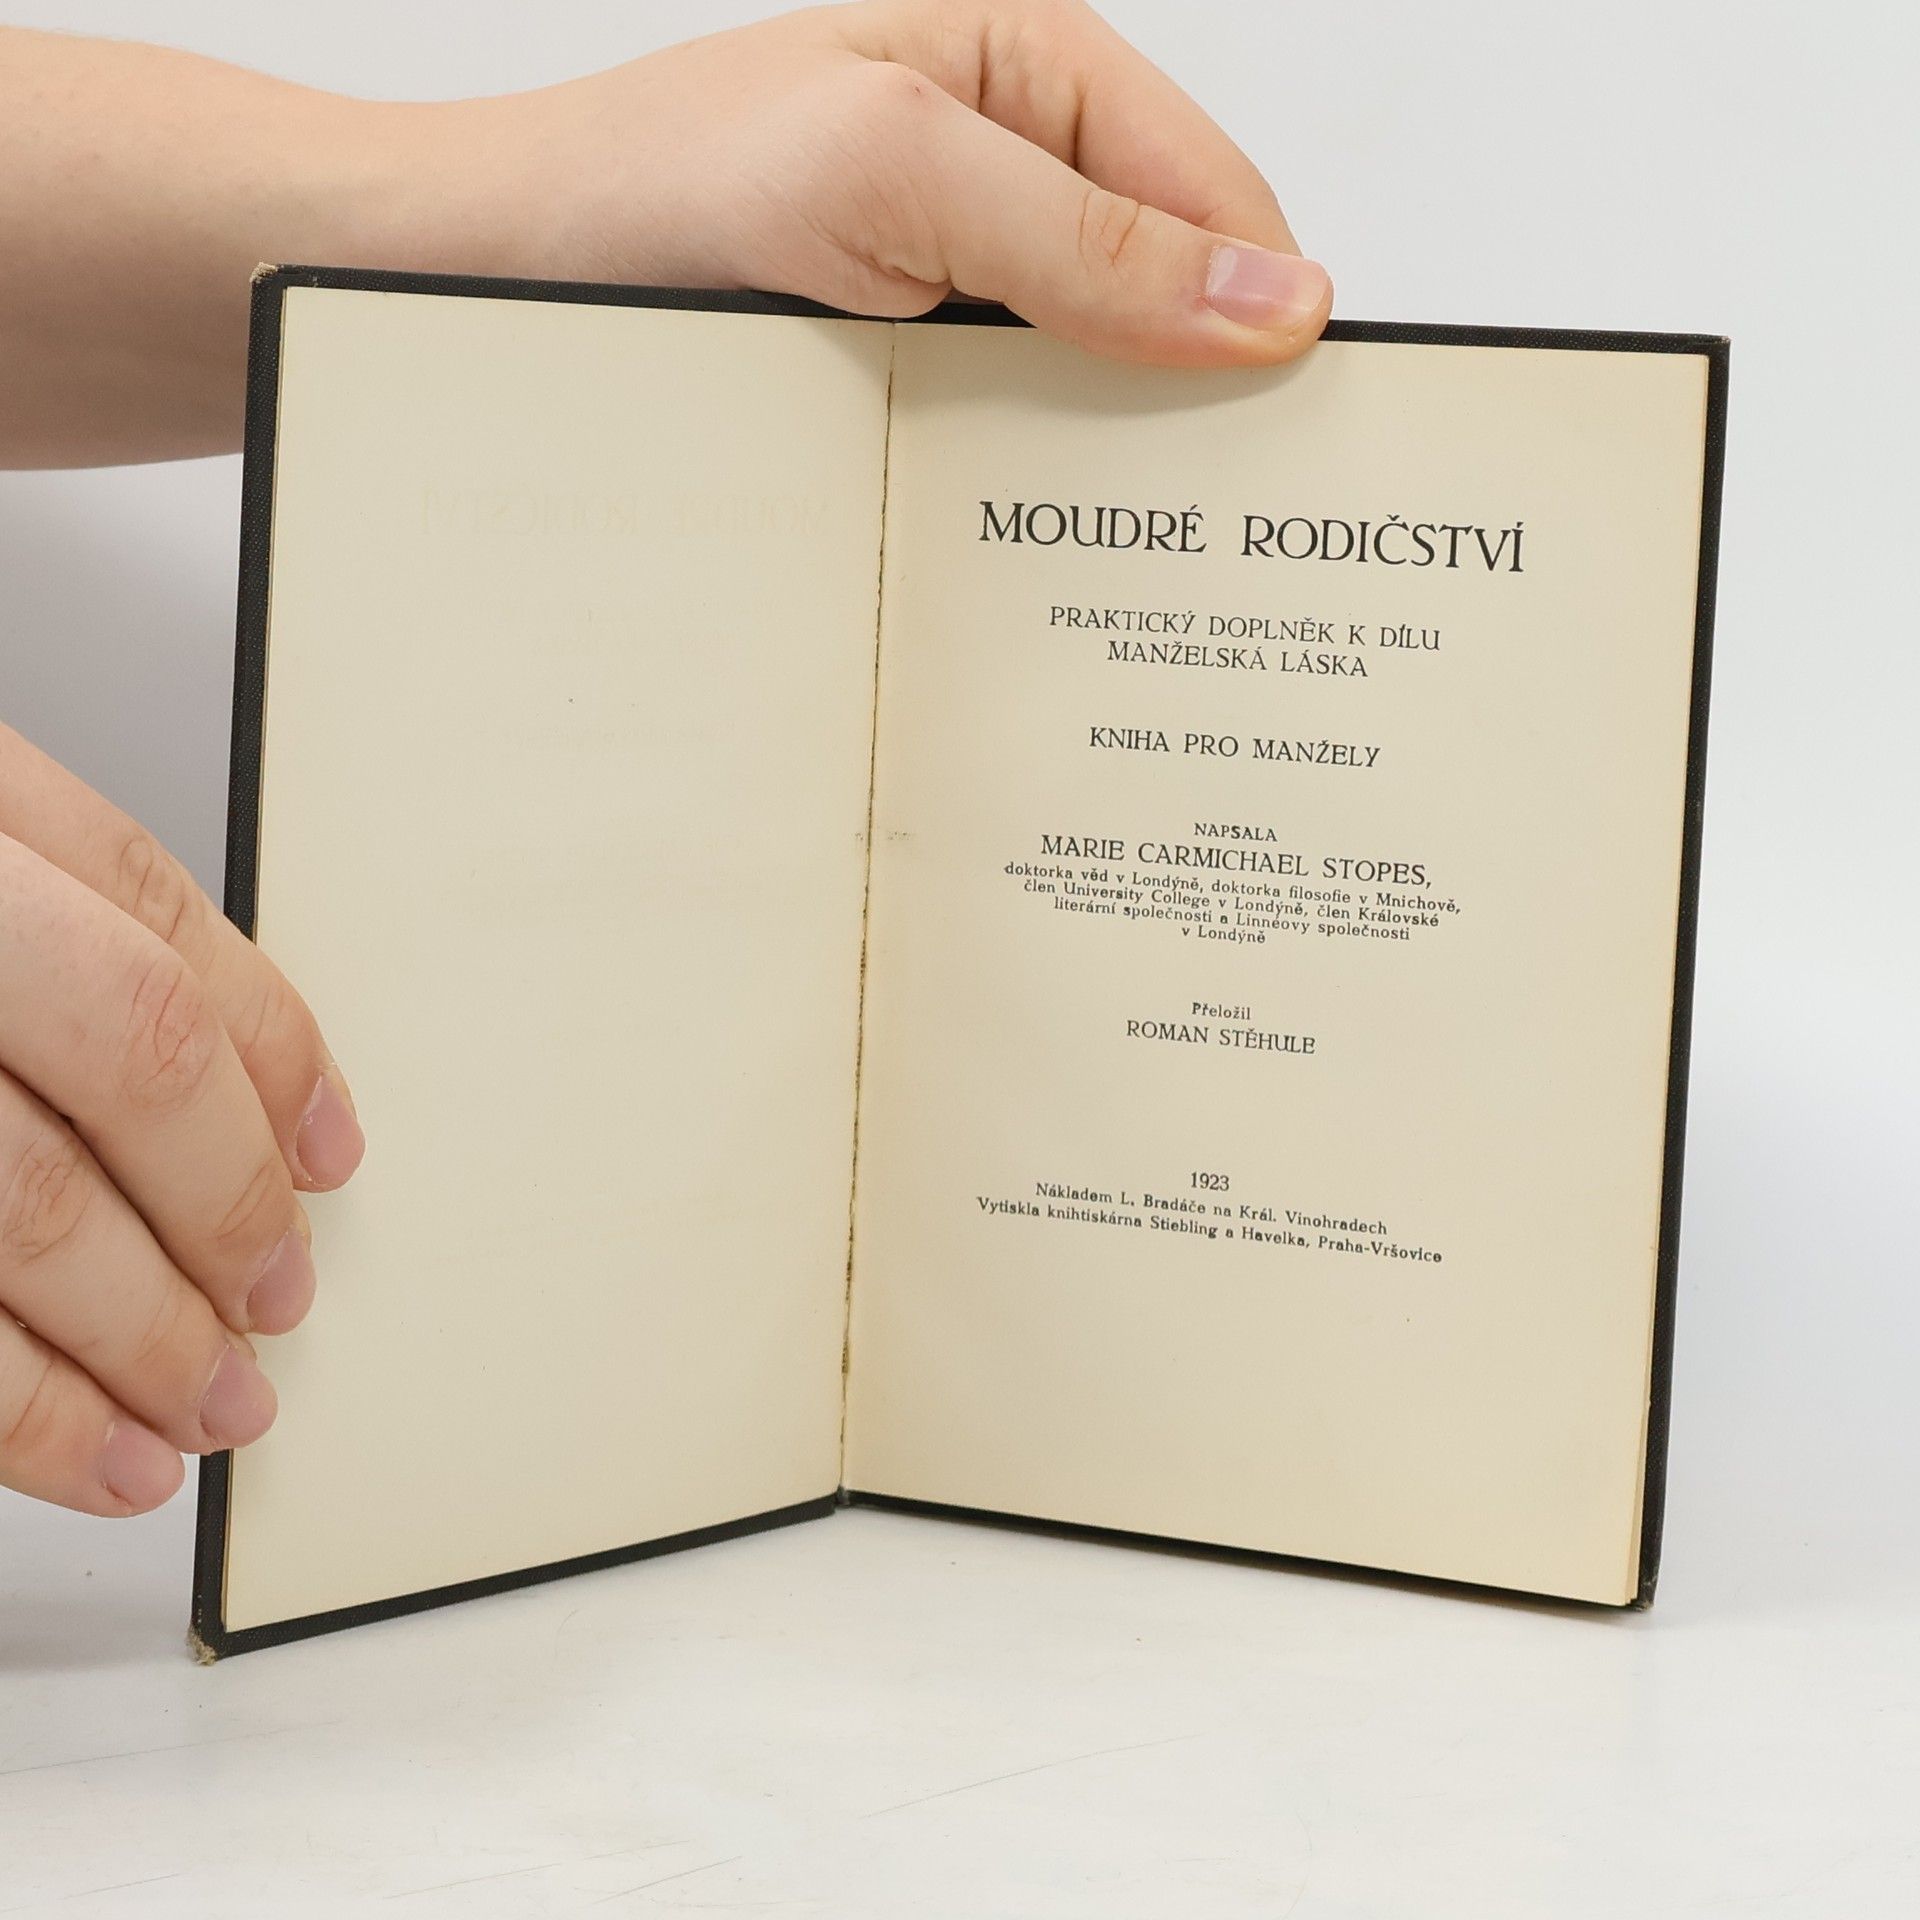 MOUDRÉ RODIČSTVÍ
PRAKTICKÝ DOPLNĚK K DÍLU
MANŽELSKÁ LÁSKA
KNIHA PRO MANŽELY
NAPSALA
MARIE CARMICHAEL STOPES,
doktorka věd v Londýně, doktorka filosofie v Mnichově,
člen University College v Londýně, člen Královské
literární společnosti a Linnéovy společnosti
v Londýně
Přeložil
ROMAN STĚHULE
1923
Nákladem L. Bradáče na Král. Vinohradech
Vytiskla knihtiskárna Stiebling a Havelka, Praha-Vršovice